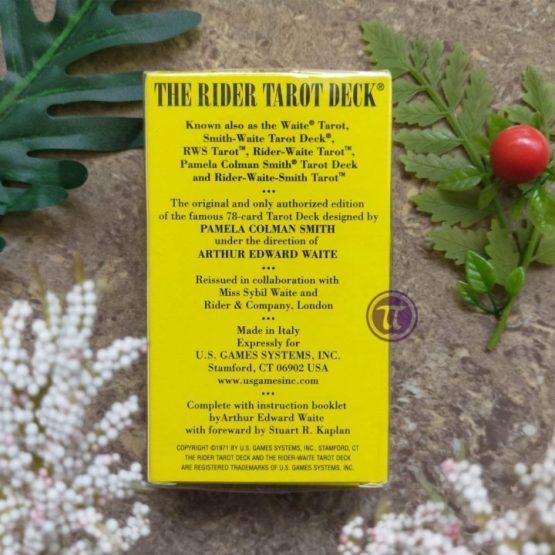 THE RIDER TAROT DECK®
Known also as the Waite® Tarot,
Smith-Waite Tarot Deck®,
RWS Tarot™, Rider-Waite Tarot™,
Pamela Colman Smith® Tarot Deck
and Rider-Waite-Smith Tarot™
•••
The original and only authorized edition
of the famous 78-card Tarot Deck designed by
PAMELA COLMAN SMITH
under the direction of
ARTHUR EDWARD WAITE
•••
Reissued in collaboration with
Miss Sybil Waite and
Rider & Company, London
•••
Made in Italy
Expressly for
U.S. GAMES SYSTEMS, INC.
Stamford, CT 06902 USA
www.usgamesinc.com
•••
Complete with instruction booklet
byArthur Edward Waite
with foreword by Stuart R. Kaplan
COPYRIGHT ©1971 BY U.S. GAMES SYSTEMS, INC., STAMFORD, CT
THE RIDER TAROT DECK AND THE RIDER-WAITE TAROT DECK
ARE REGISTERED TRADEMARKS OF U.S. GAMES SYSTEMS, INC.